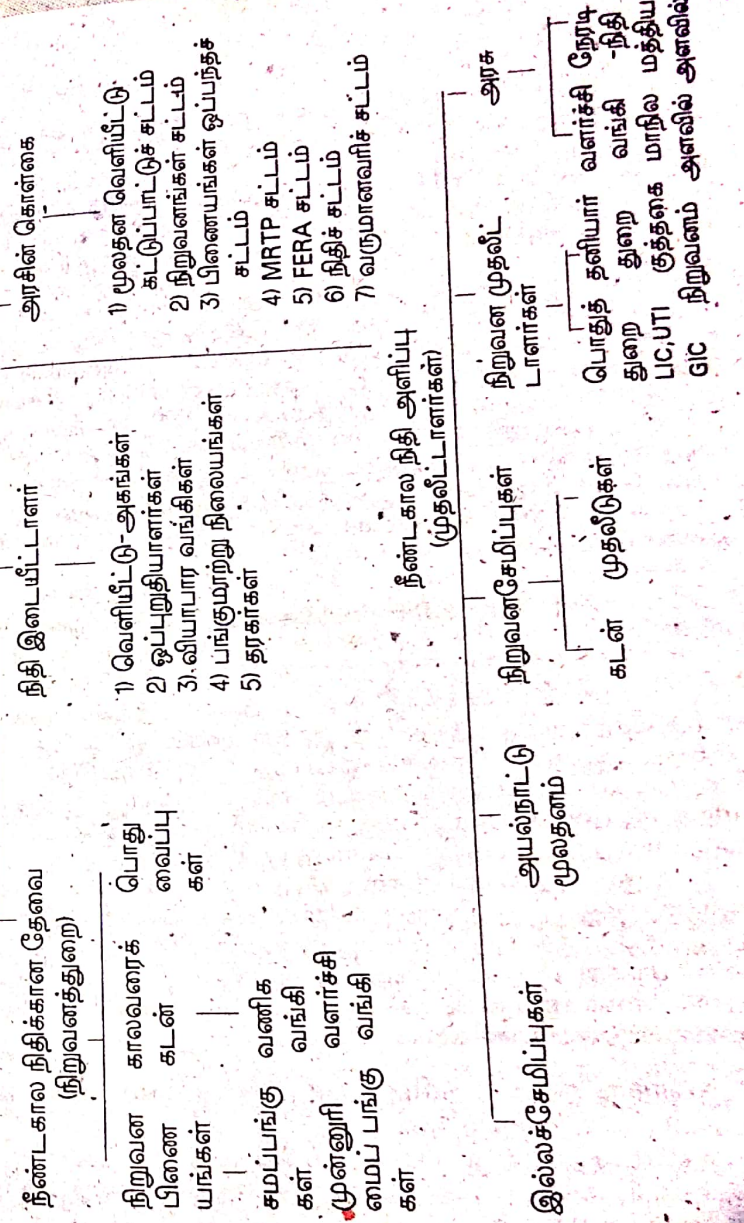 நீண்டகால நிதிக்கான தேவை
(நிறுவனத்துறை)
நிறுவன
பிணை
யங்கள்
காலவரைக்
கடன்
பொது
வைப்பு
கள்
சமப்பங்கு
கள்
முன்னுரி
மைப் பங்கு
கள்
வணிக
வங்கி
வளர்ச்சி
வங்கி
நிதி இடையீட்டாளர்
1) வெளியீட்டு- அகங்கள்
2) ஒப்புறுதியாளர்கள்
3). வியாபார வங்கிகள்
4) பங்குமாற்று நிலையங்கள்
5) தரகர்கள்
அரசின் கொள்கை
1) மூலதன வெளியீட்டு
கட்டுப்பாட்டுச் சட்டம்
2) நிறுவனங்கள் சட்டம்
3) பிணையங்கள் ஒப்பந்தச்
சட்டம்
4) MRTP சட்டம்
5) FERA சட்டம்
6) நிதிச் சட்டம்
7) வருமானவரிச் சட்டம்
நீண்டகால நிதி அளிப்பு
(முதலீட்டாளர்கள்)
இல்லச்சேமிப்புகள்
அயல்நாட்டு
மூலதனம்
நிறுவனசேமிப்புகள்
கடன் முதலீடுகள்
நிறுவன முதலீட்
டாளர்கள்
பொதுத்
துறை
LIC,UTI
GIC
தனியார்
துறை
குத்தகை
நிறுவனம்
அரசு
வளர்ச்சி
வங்கி
மாநில
அளவில்
நேரடி
-நிதி
மத்திய
அளவில்